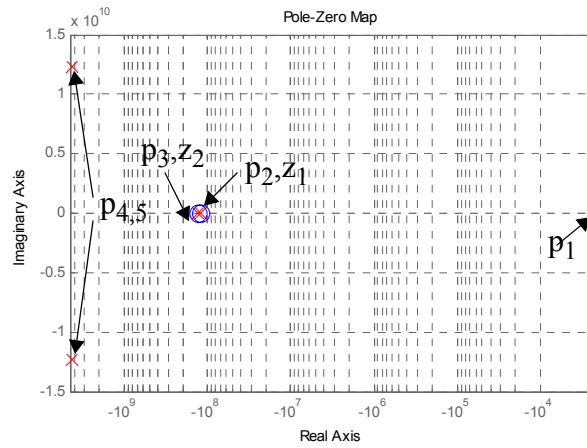 Pole-Zero Map
x 10^10
1.5
1
0.5
0
-0.5
-1
-1.5
Imaginary Axis
p3,z2
p2,z1
p4,5
p1
-10^9
-10^8
-10^7
-10^6
-10^5
-10^4
Real Axis